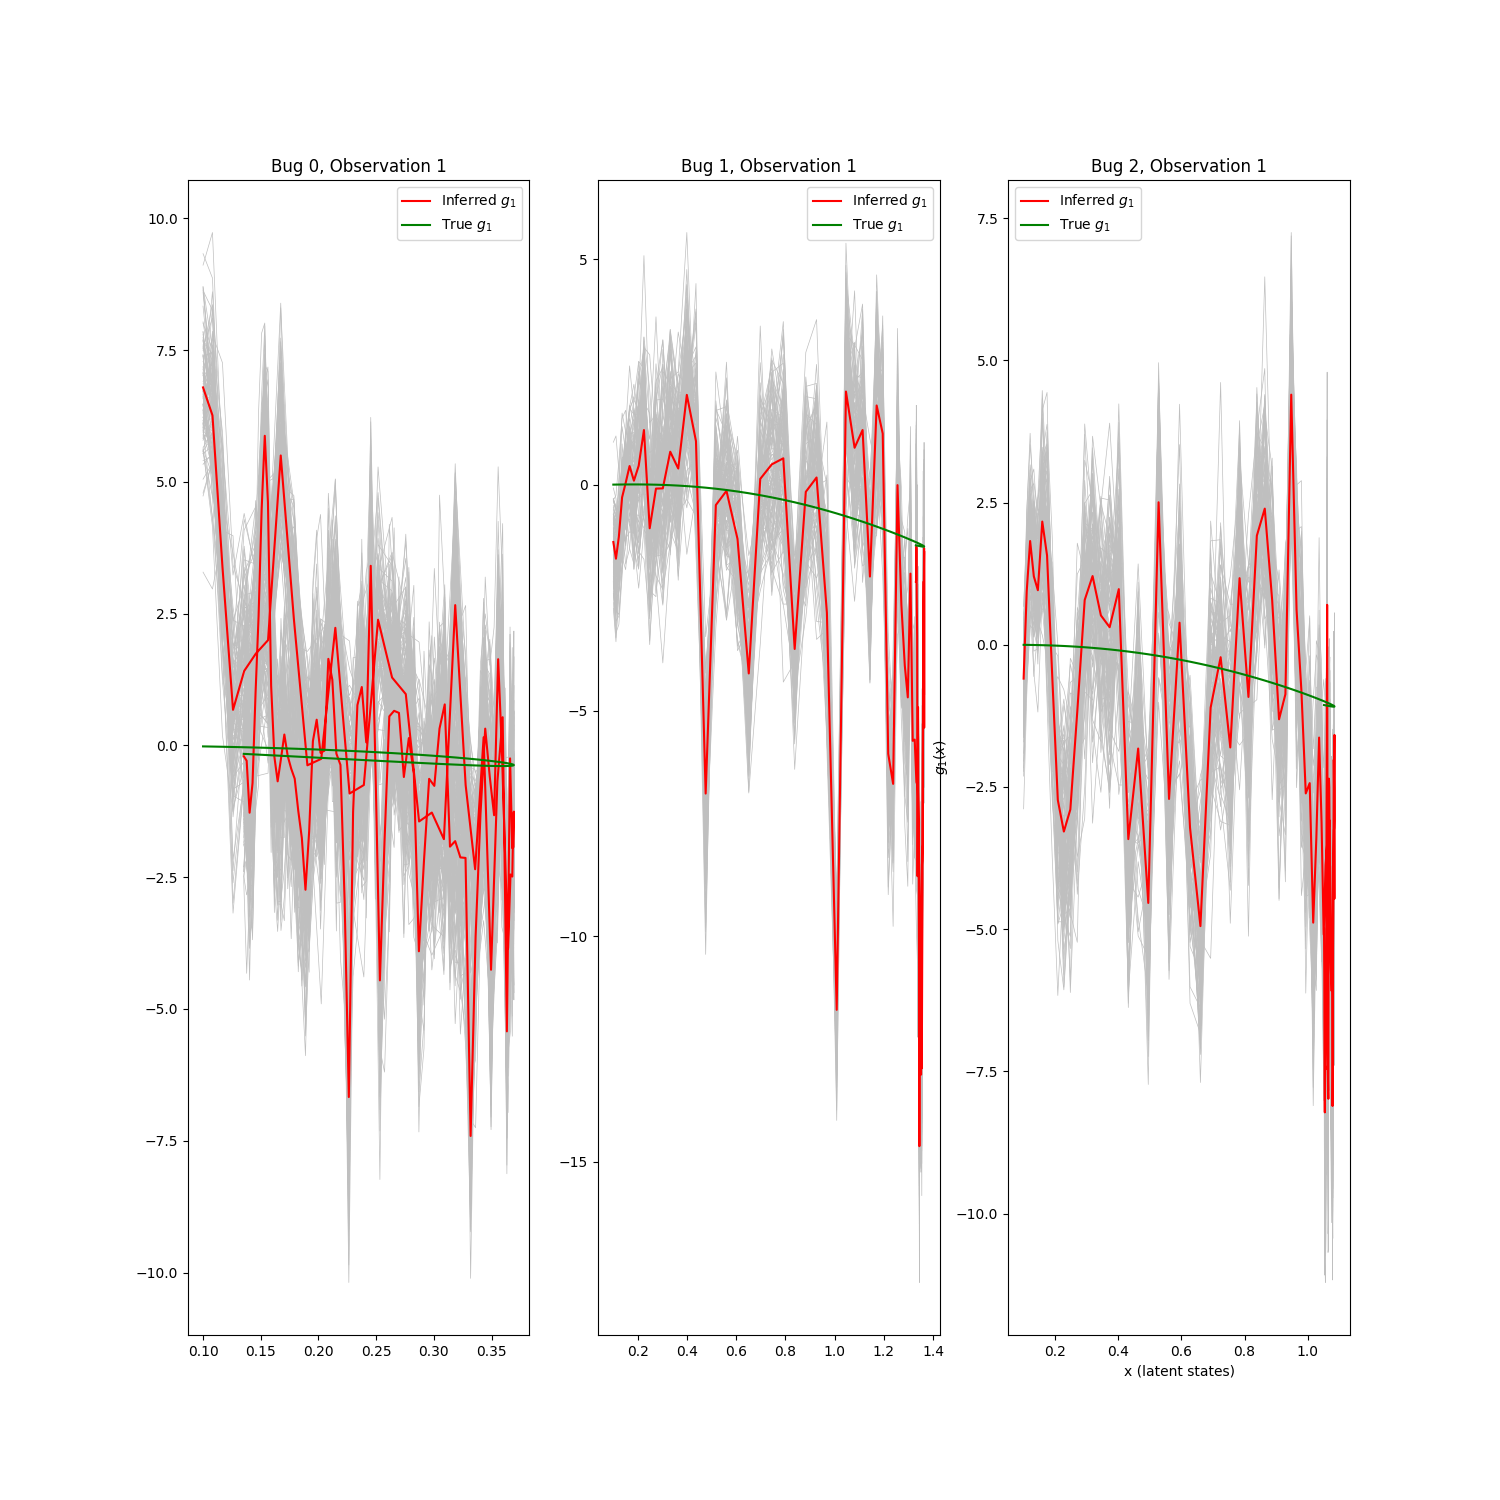 Bug 0, Observation 1
Inferred g₁
True g₁
10.0
7.5
5.0
2.5
0.0
−2.5
−5.0
−7.5
−10.0
0.10 0.15 0.20 0.25 0.30 0.35
Bug 1, Observation 1
Inferred g₁
True g₁
5
0
−5
−10
−15
0.2 0.4 0.6 0.8 1.0 1.2 1.4
Bug 2, Observation 1
Inferred g₁
True g₁
g₁(x)
7.5
5.0
2.5
0.0
−2.5
−5.0
−7.5
−10.0
0.2 0.4 0.6 0.8 1.0
x (latent states)